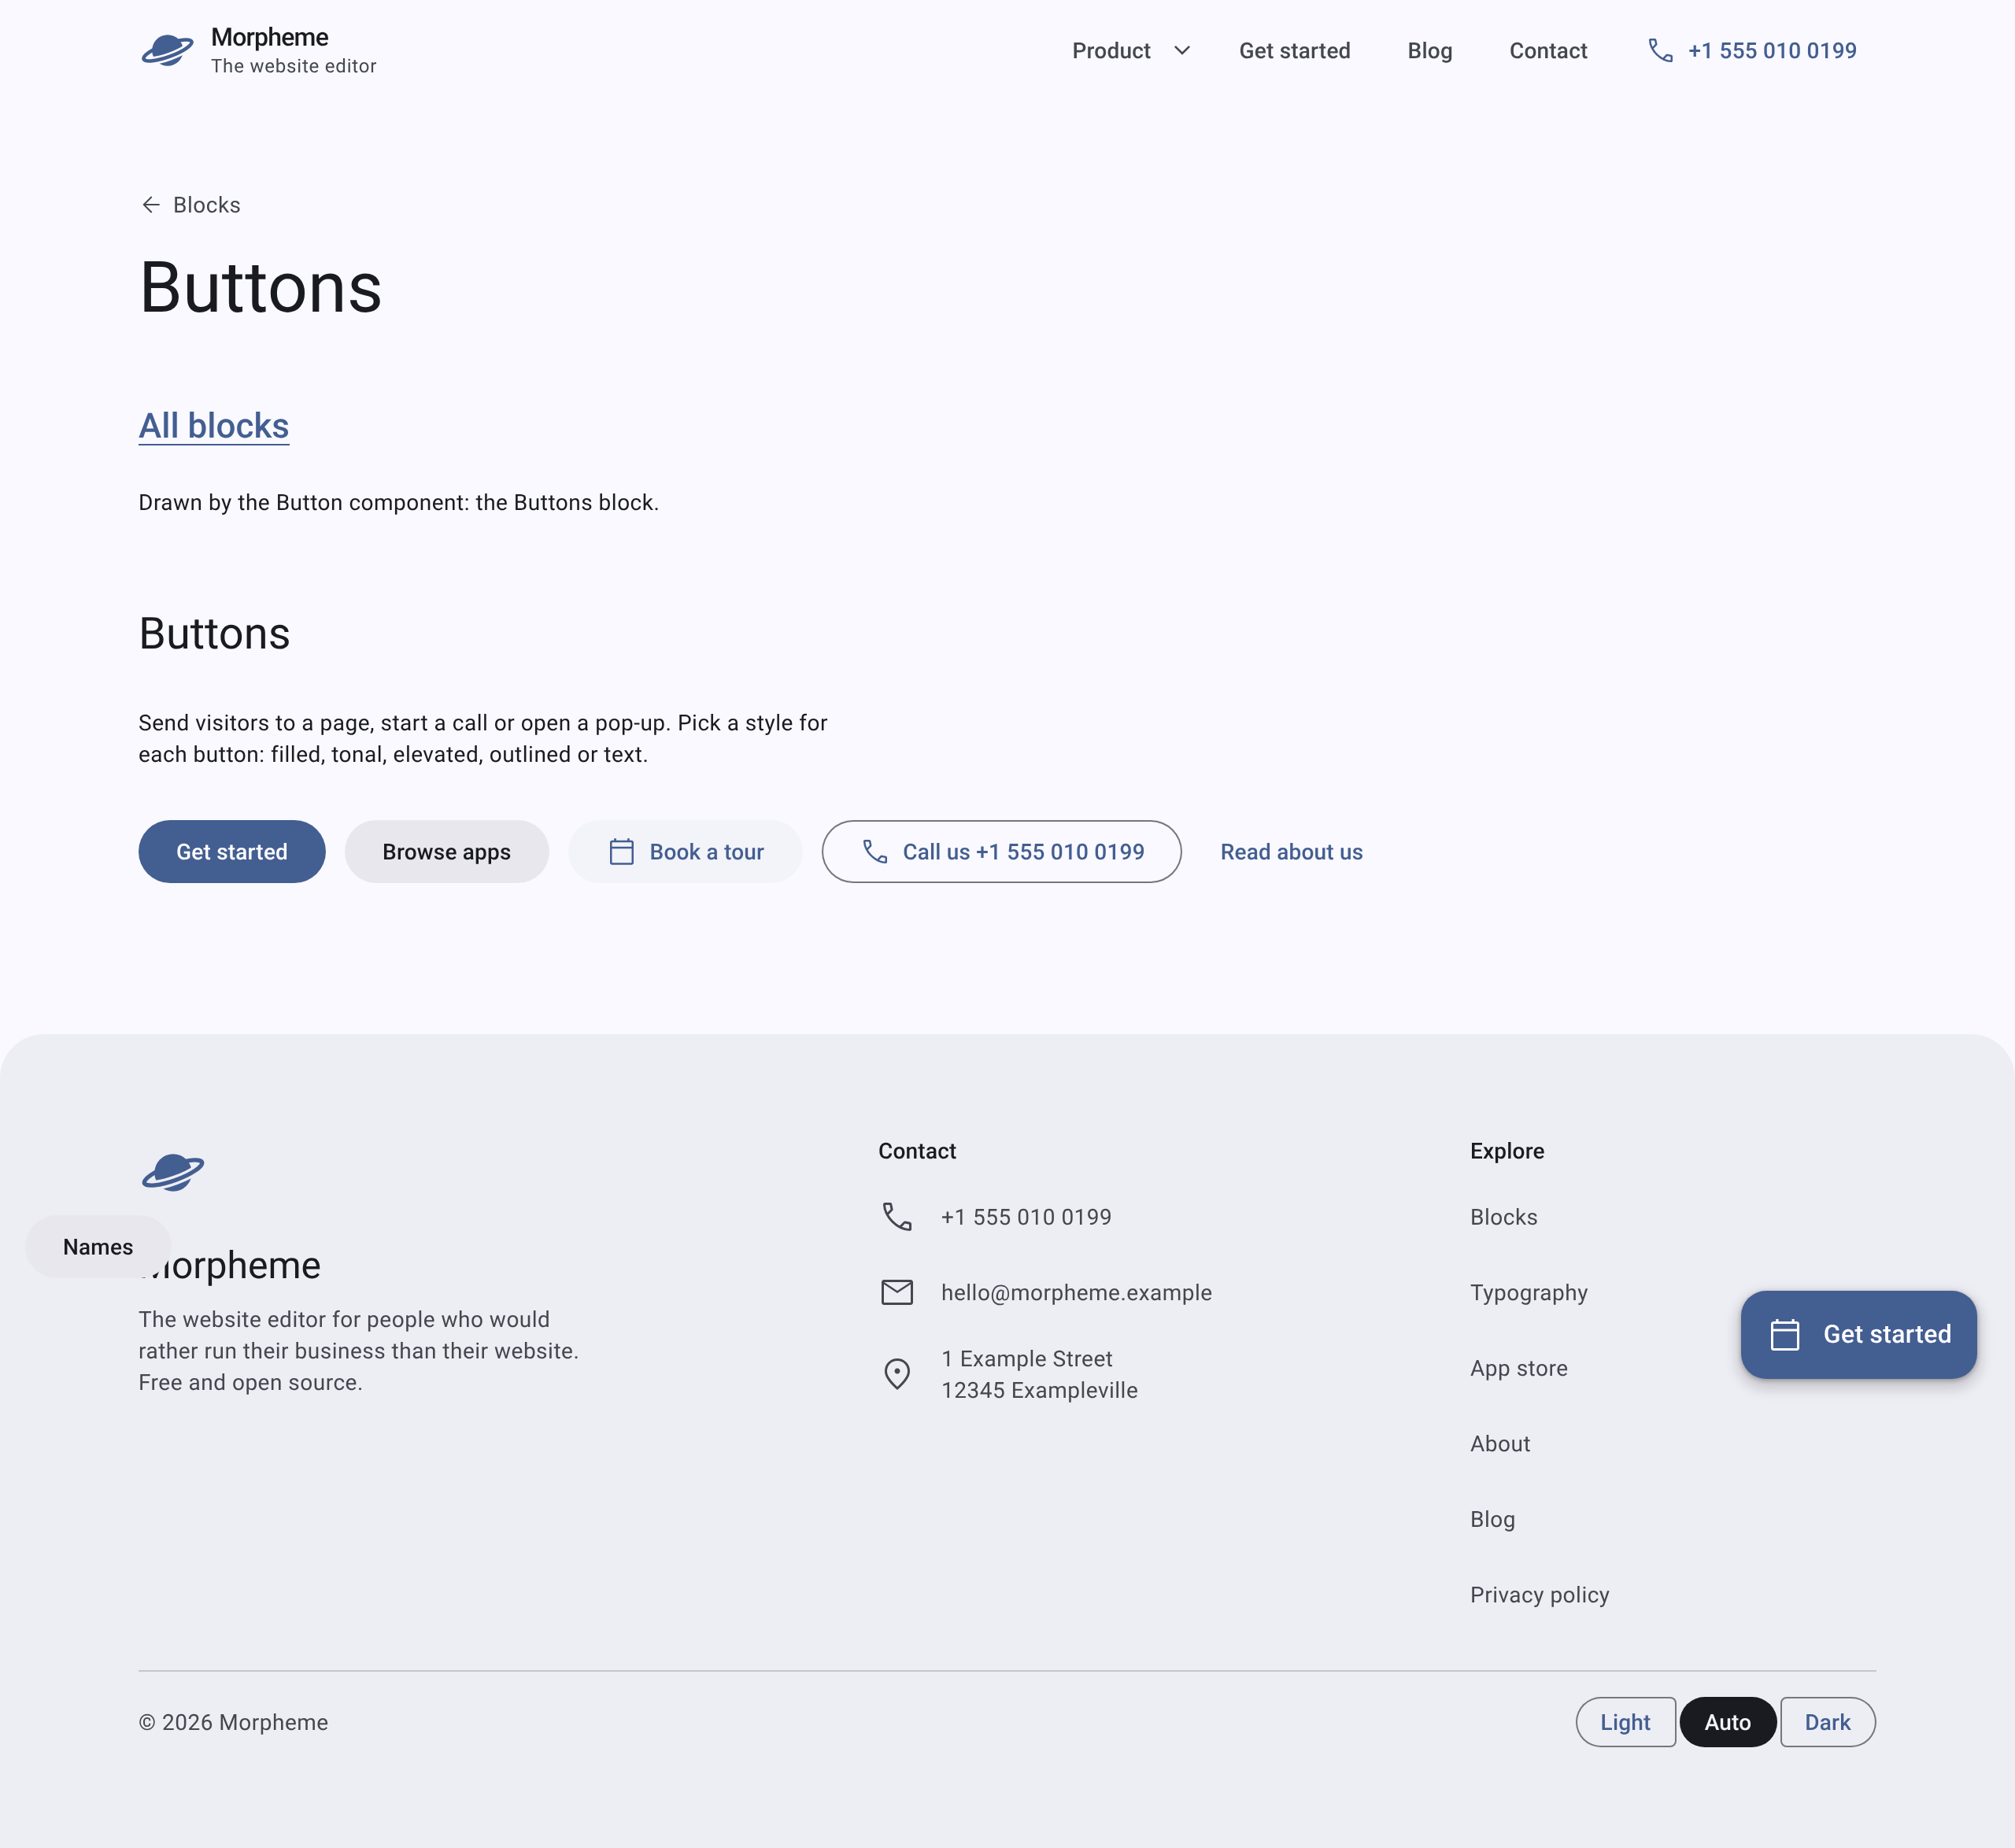 Morpheme
The website editor
Product
Get started
Blog
Contact
+1 555 010 0199
Blocks
Buttons
All blocks
Drawn by the Button component: the Buttons block.
Buttons
Send visitors to a page, start a call or open a pop-up. Pick a style for
each button: filled, tonal, elevated, outlined or text.
Get started
Browse apps
Book a tour
Call us +1 555 010 0199
Read about us
Names
Morpheme
The website editor for people who would
rather run their business than their website.
Free and open source.
Contact
+1 555 010 0199
hello@morpheme.example
1 Example Street
12345 Exampleville
Explore
Blocks
Typography
App store
About
Blog
Privacy policy
Get started
© 2026 Morpheme
Light
Auto
Dark